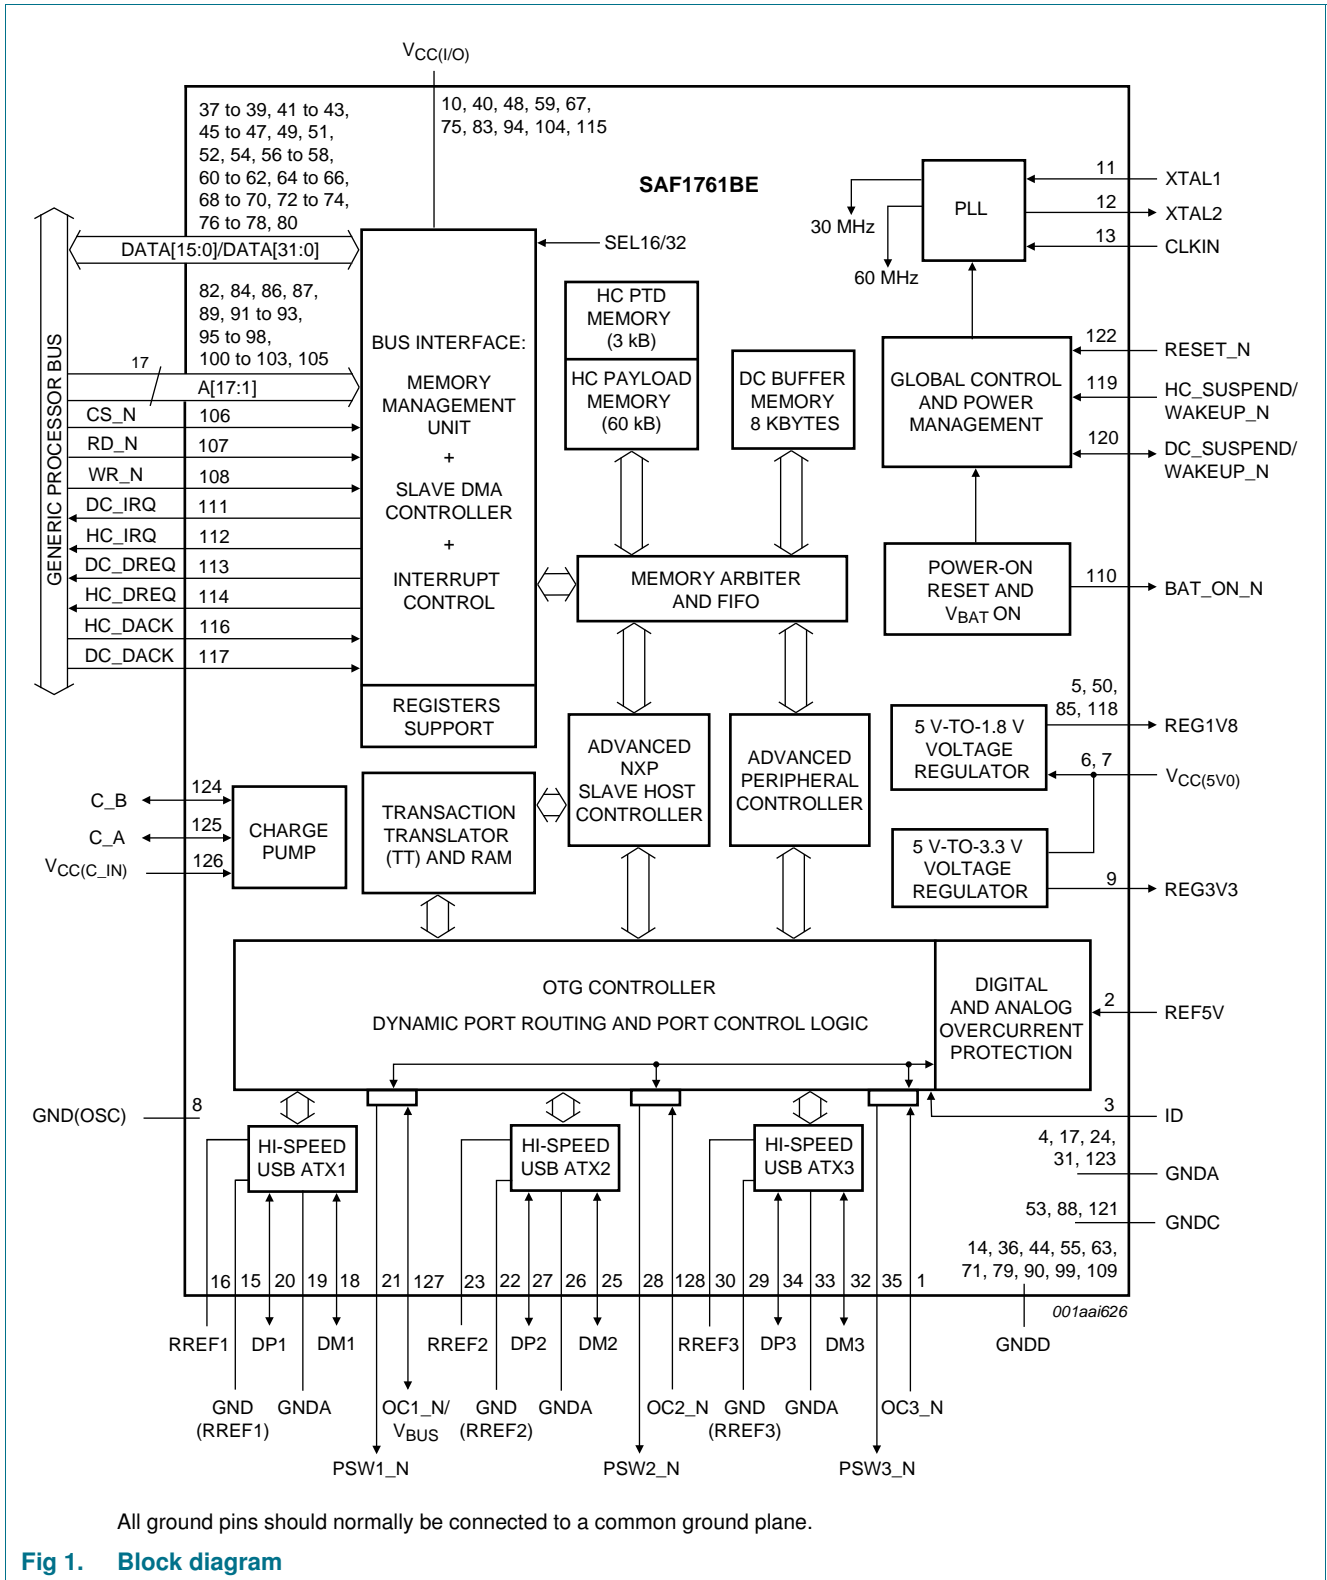 VCC(I/O)
10, 40, 48, 59, 67,
75, 83, 94, 104, 115
37 to 39, 41 to 43,
45 to 47, 49, 51,
52, 54, 56 to 58,
60 to 62, 64 to 66,
68 to 70, 72 to 74,
76 to 78, 80
DATA[15:0]/DATA[31:0]
82, 84, 86, 87,
89, 91 to 93,
95 to 98,
100 to 103, 105
17
A[17:1]
GENERIC PROCESSOR BUS
CS_N 106
RD_N 107
WR_N 108
DC_IRQ 111
HC_IRQ 112
DC_DREQ 113
HC_DREQ 114
HC_DACK 116
DC_DACK 117
BUS INTERFACE:
MEMORY
MANAGEMENT
UNIT
+
SLAVE DMA
CONTROLLER
+
INTERRUPT
CONTROL
REGISTERS
SUPPORT
SAF1761BE
SEL16/32
HC PTD
MEMORY
(3 kB)
HC PAYLOAD
MEMORY
(60 kB)
DC BUFFER
MEMORY
8 KBYTES
MEMORY ARBITER
AND FIFO
PLL
30 MHz
60 MHz
11 XTAL1
12 XTAL2
13 CLKIN
GLOBAL CONTROL
AND POWER
MANAGEMENT
122 RESET_N
119 HC_SUSPEND/
WAKEUP_N
120 DC_SUSPEND/
WAKEUP_N
POWER-ON
RESET AND
VBAT ON
110 BAT_ON_N
5 V-TO-1.8 V
VOLTAGE
REGULATOR
5, 50,
85, 118
REG1V8
6, 7
VCC(5V0)
5 V-TO-3.3 V
VOLTAGE
REGULATOR
9 REG3V3
ADVANCED
NXP
SLAVE HOST
CONTROLLER
ADVANCED
PERIPHERAL
CONTROLLER
TRANSACTION
TRANSLATOR
(TT) AND RAM
C_B 124
C_A 125
VCC(C_IN) 126
CHARGE
PUMP
OTG CONTROLLER
DYNAMIC PORT ROUTING AND PORT CONTROL LOGIC
DIGITAL
AND ANALOG
OVERCURRENT
PROTECTION
2 REF5V
3 ID
GND(OSC) 8
4, 17, 24,
31, 123
GNDA
53, 88, 121
GNDC
14, 36, 44, 55, 63,
71, 79, 90, 99, 109
GNDD
HI-SPEED
USB ATX1
HI-SPEED
USB ATX2
HI-SPEED
USB ATX3
16 15 20 19 18 21 127 23 22 27 26 25 28 128 30 29 34 33 32 35 1
001aai626
RREF1 DP1 DM1 RREF2 DP2 DM2 RREF3 DP3 DM3
GND
(RREF1)
GNDA
OC1_N/
VBUS
GND
(RREF2)
GNDA
OC2_N
GND
(RREF3)
GNDA
OC3_N
PSW1_N PSW2_N PSW3_N
All ground pins should normally be connected to a common ground plane.
Fig 1. Block diagram